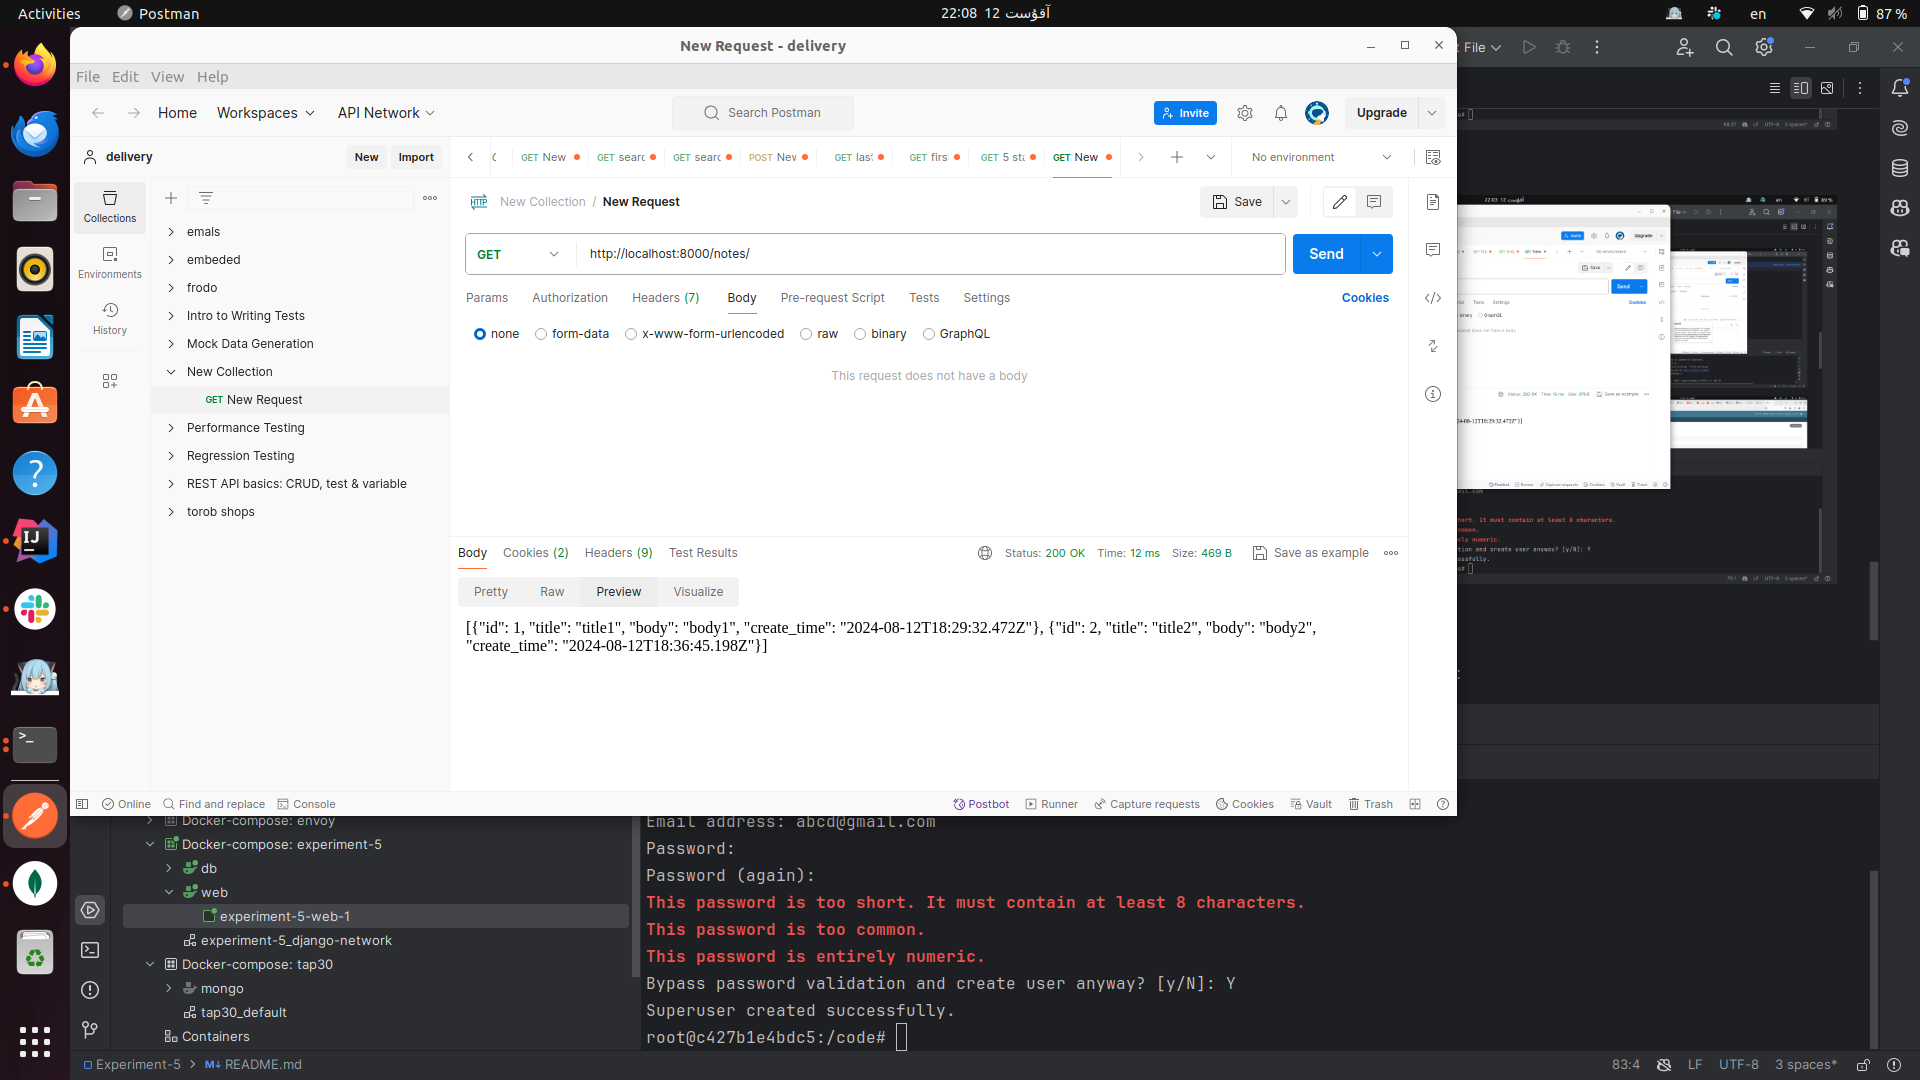 Activities
Postman
22:08 12 آقۇست
en
87 %
New Request - delivery
File
File Edit View Help
Home Workspaces API Network
Search Postman
Invite
Upgrade
delivery
New Import
GET New
GET searc
GET searc
POST Nev
GET last
GET firs
GET 5 sta
GET New
No environment
Collections
Environments
History
New Collection / New Request
Save
emals
embeded
frodo
Intro to Writing Tests
Mock Data Generation
New Collection
GET New Request
Performance Testing
Regression Testing
REST API basics: CRUD, test & variable
torob shops
HTTP
GET
http://localhost:8000/notes/
Send
Params Authorization Headers (7) Body Pre-request Script Tests Settings
Cookies
none form-data x-www-form-urlencoded raw binary GraphQL
This request does not have a body
Body Cookies (2) Headers (9) Test Results
Status: 200 OK Time: 12 ms Size: 469 B
Save as example
Pretty Raw Preview Visualize
[{"id": 1, "title": "title1", "body": "body1", "create_time": "2024-08-12T18:29:32.472Z"}, {"id": 2, "title": "title2", "body": "body2",
"create_time": "2024-08-12T18:36:45.198Z"}]
Online Find and replace Console
Postbot Runner Capture requests Cookies Vault Trash
Docker-compose: envoy
Docker-compose: experiment-5
db
web
experiment-5-web-1
experiment-5_django-network
Docker-compose: tap30
mongo
tap30_default
Containers
Email address: abcd@gmail.com
Password:
Password (again):
This password is too short. It must contain at least 8 characters.
This password is too common.
This password is entirely numeric.
Bypass password validation and create user anyway? [y/N]: Y
Superuser created successfully.
root@c427b1e4bdc5:/code#
Experiment-5 > M↓ README.md
83:4 LF UTF-8 3 spaces*